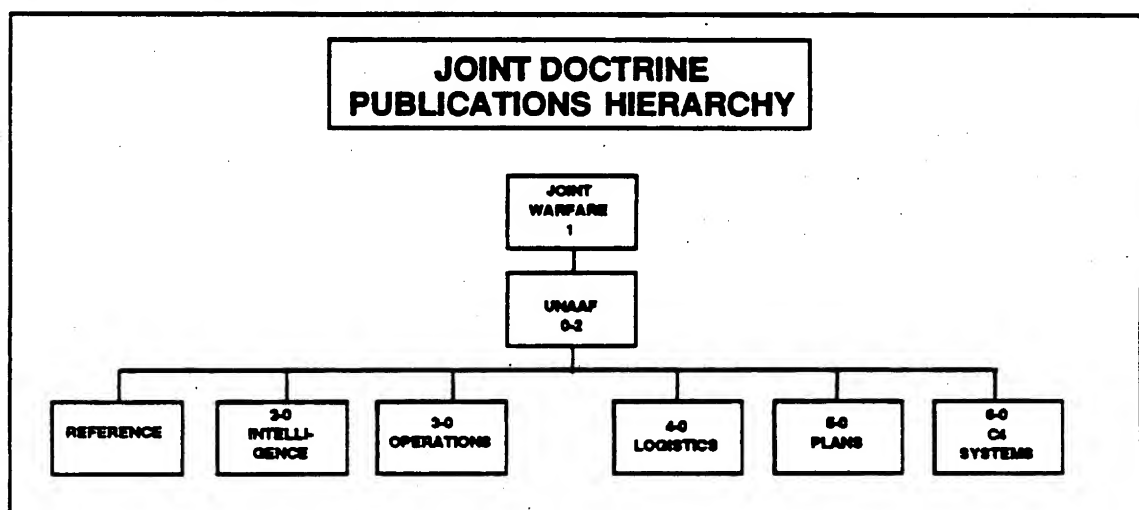 JOINT DOCTRINE
PUBLICATIONS HIERARCHY
JOINT
WARFARE
1
UNAAF
0-2
REFERENCE
2-0
INTELLI-
GENCE
3-0
OPERATIONS
4-0
LOGISTICS
5-0
PLANS
6-0
C4
SYSTEMS